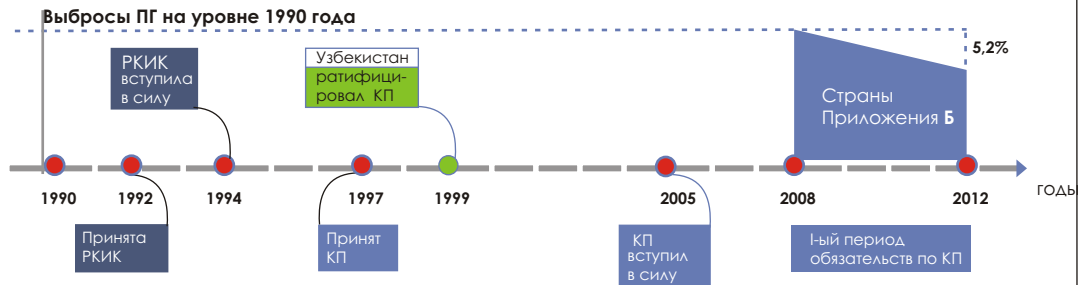 Выбросы ПГ на уровне 1990 года
5,2%
РКИК
вступила
в силу
Узбекистан
ратифици-
ровал КП
Страны
Приложения Б
1990
1992
1994
1997
1999
2005
2008
2012
годы
Принята
РКИК
Принят
КП
КП
вступил
в силу
I-ый период
обязательств по КП